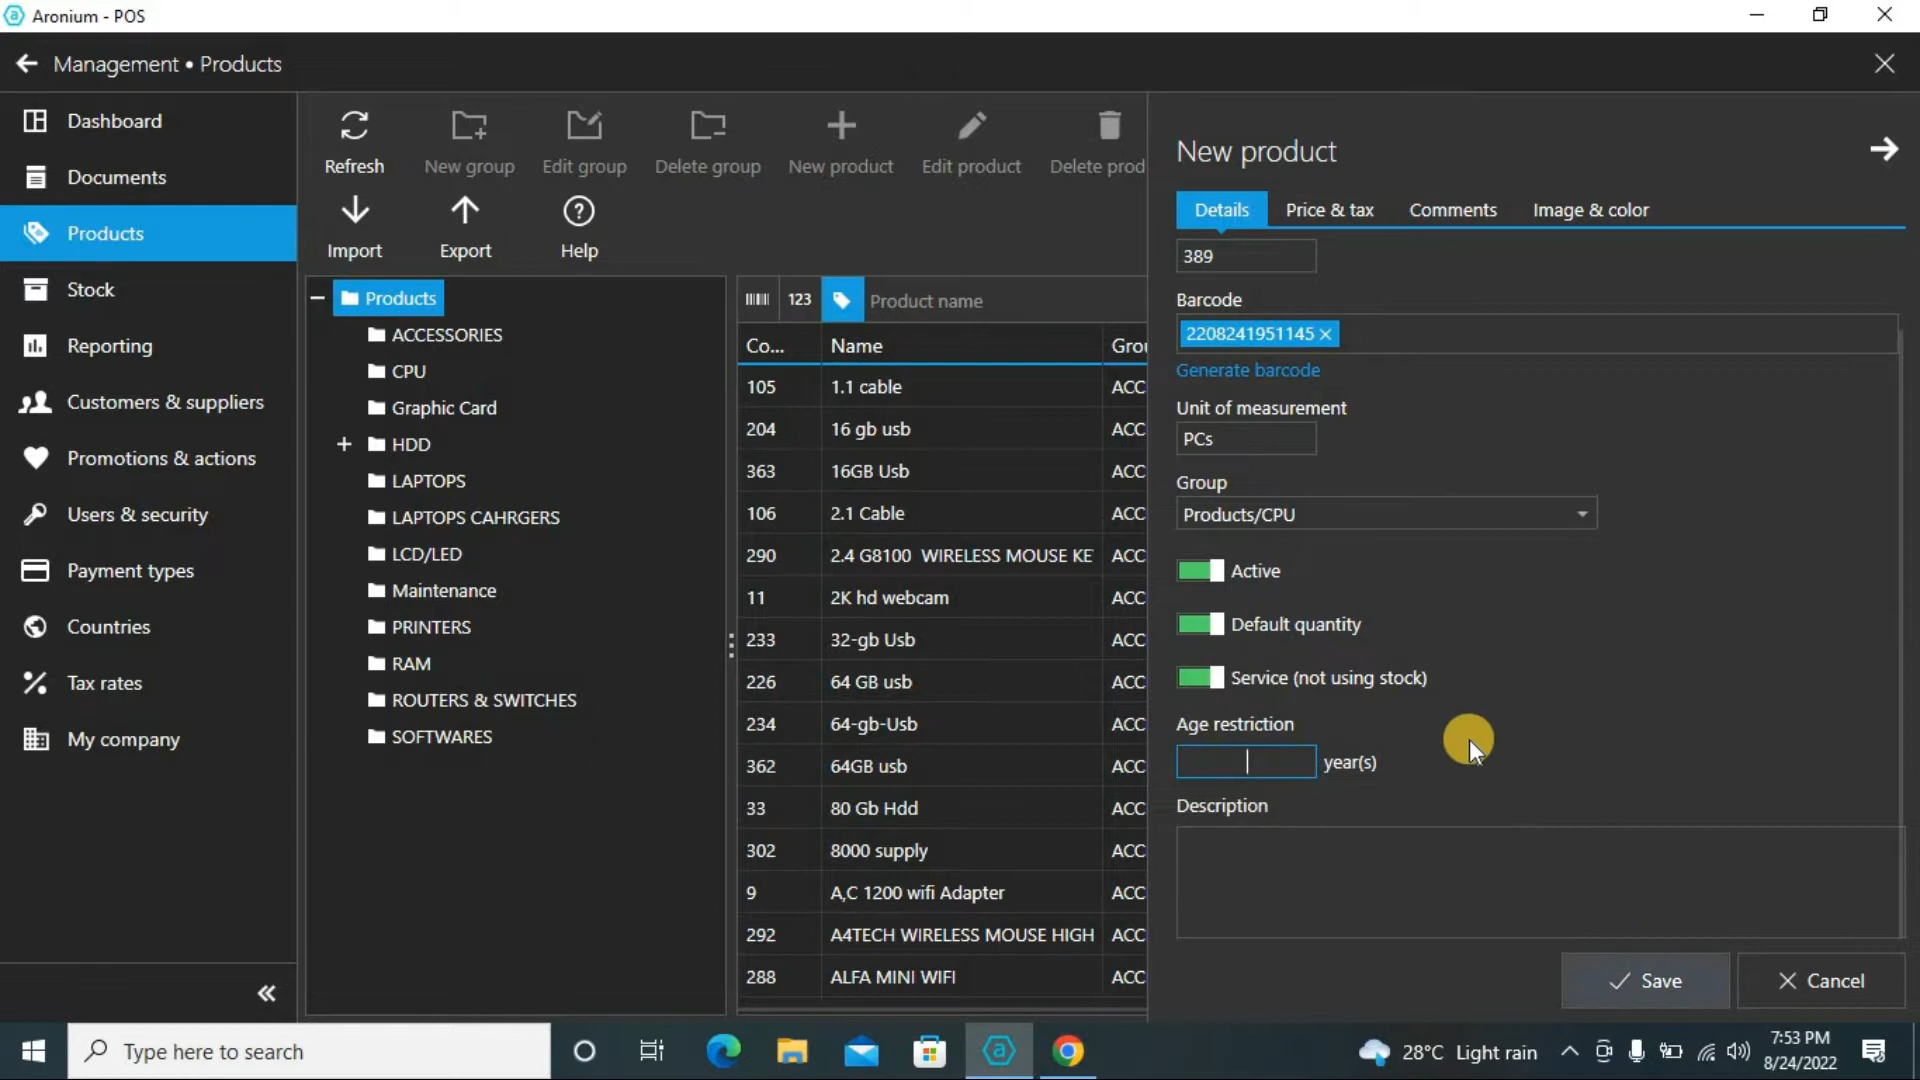 Aronium - POS
Management • Products
Dashboard
Documents
Products
Stock
Reporting
Customers & suppliers
Promotions & actions
Users & security
Payment types
Countries
Tax rates
My company
Refresh
New group
Edit group
Delete group
New product
Edit product
Delete prod
Import
Export
Help
Products
ACCESSORIES
CPU
Graphic Card
HDD
LAPTOPS
LAPTOPS CAHRGERS
LCD/LED
Maintenance
PRINTERS
RAM
ROUTERS & SWITCHES
SOFTWARES
123 Product name
Co... Name Grou
105 1.1 cable ACC
204 16 gb usb ACC
363 16GB Usb ACC
106 2.1 Cable ACC
290 2.4 G8100 WIRELESS MOUSE KE ACC
11 2K hd webcam ACC
233 32-gb Usb ACC
226 64 GB usb ACC
234 64-gb-Usb ACC
362 64GB usb ACC
33 80 Gb Hdd ACC
302 8000 supply ACC
9 A,C 1200 wifi Adapter ACC
292 A4TECH WIRELESS MOUSE HIGH ACC
288 ALFA MINI WIFI ACC
New product
Details Price & tax Comments Image & color
389
Barcode
2208241951145
Generate barcode
Unit of measurement
PCs
Group
Products/CPU
Active
Default quantity
Service (not using stock)
Age restriction
year(s)
Description
Save Cancel
Type here to search
28°C Light rain
7:53 PM
8/24/2022